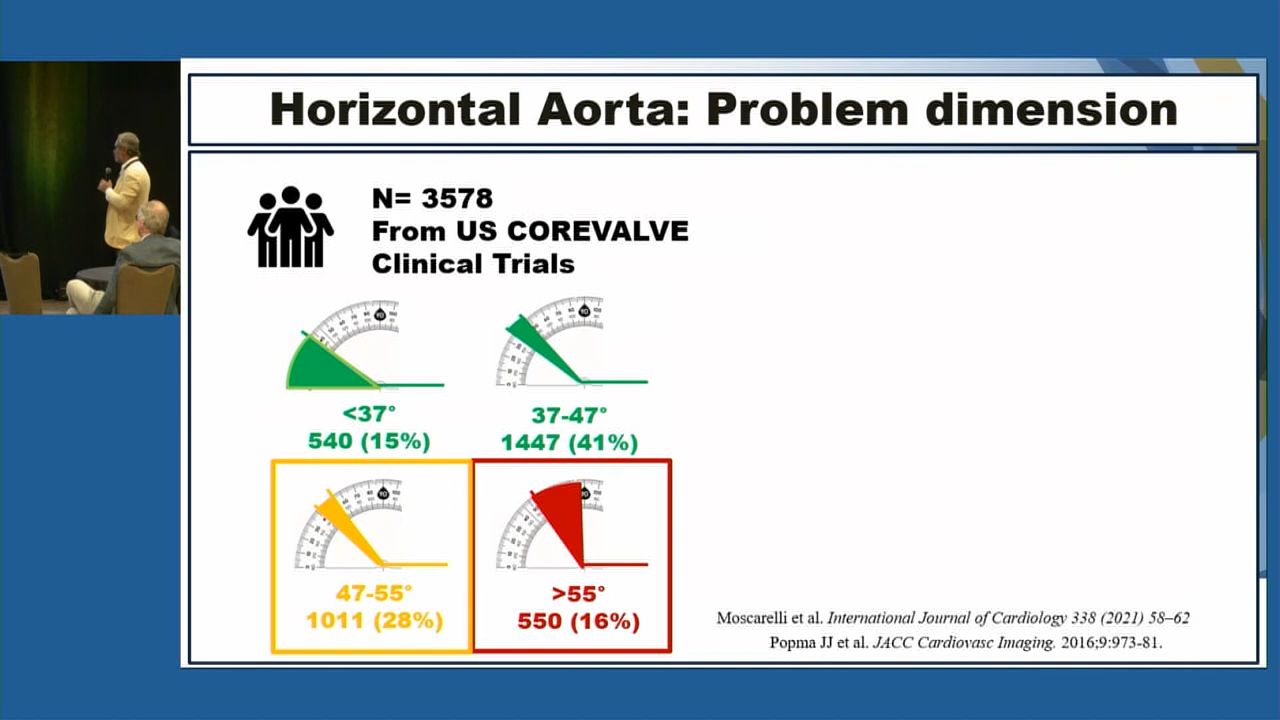 Horizontal Aorta: Problem dimension
N= 3578
From US COREVALVE
Clinical Trials
<37°
540 (15%)
37-47°
1447 (41%)
47-55°
1011 (28%)
>55°
550 (16%)
Moscarelli et al. International Journal of Cardiology 338 (2021) 58–62
Popma JJ et al. JACC Cardiovasc Imaging. 2016;9:973-81.